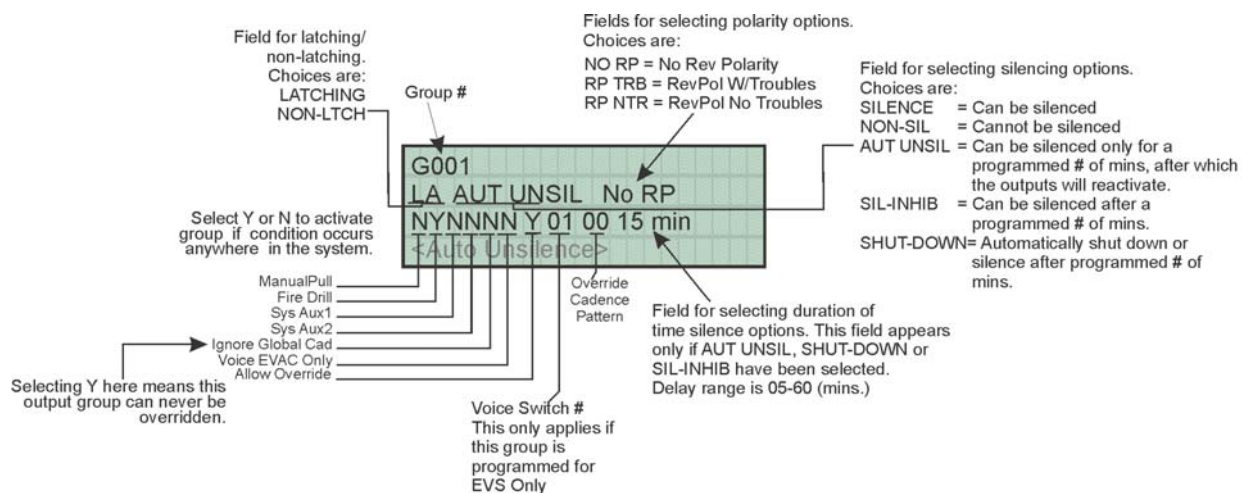 Field for latching/
non-latching.
Choices are:
LATCHING
NON-LTCH
Group #
Fields for selecting polarity options.
Choices are:
NO RP = No Rev Polarity
RP TRB = RevPol W/Troubles
RP NTR = RevPol No Troubles
Field for selecting silencing options.
Choices are:
SILENCE = Can be silenced
NON-SIL = Cannot be silenced
AUT UNSIL = Can be silenced only for a
programmed # of mins, after which
the outputs will reactivate.
SIL-INHIB = Can be silenced after a
programmed # of mins.
SHUT-DOWN= Automatically shut down or
silence after programmed # of
mins.
G001
LA AUT UNSIL No RP
NYNNNN Y 01 00 15 min
<Auto Unsilence>
Select Y or N to activate
group if condition occurs
anywhere in the system.
ManualPull
Fire Drill
Sys Aux1
Sys Aux2
Ignore Global Cad
Voice EVAC Only
Allow Override
Selecting Y here means this
output group can never be
overridden.
Override
Cadence
Pattern
Voice Switch #
This only applies if
this group is
programmed for
EVS Only
Field for selecting duration of
time silence options. This field appears
only if AUT UNSIL, SHUT-DOWN or
SIL-INHIB have been selected.
Delay range is 05-60 (mins.)